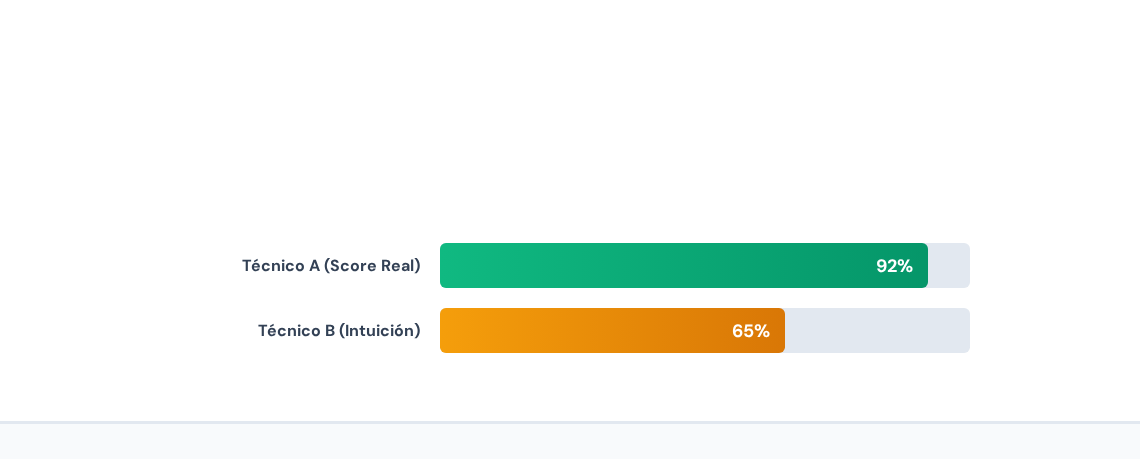 Técnico A (Score Real) 92%
Técnico B (Intuición) 65%